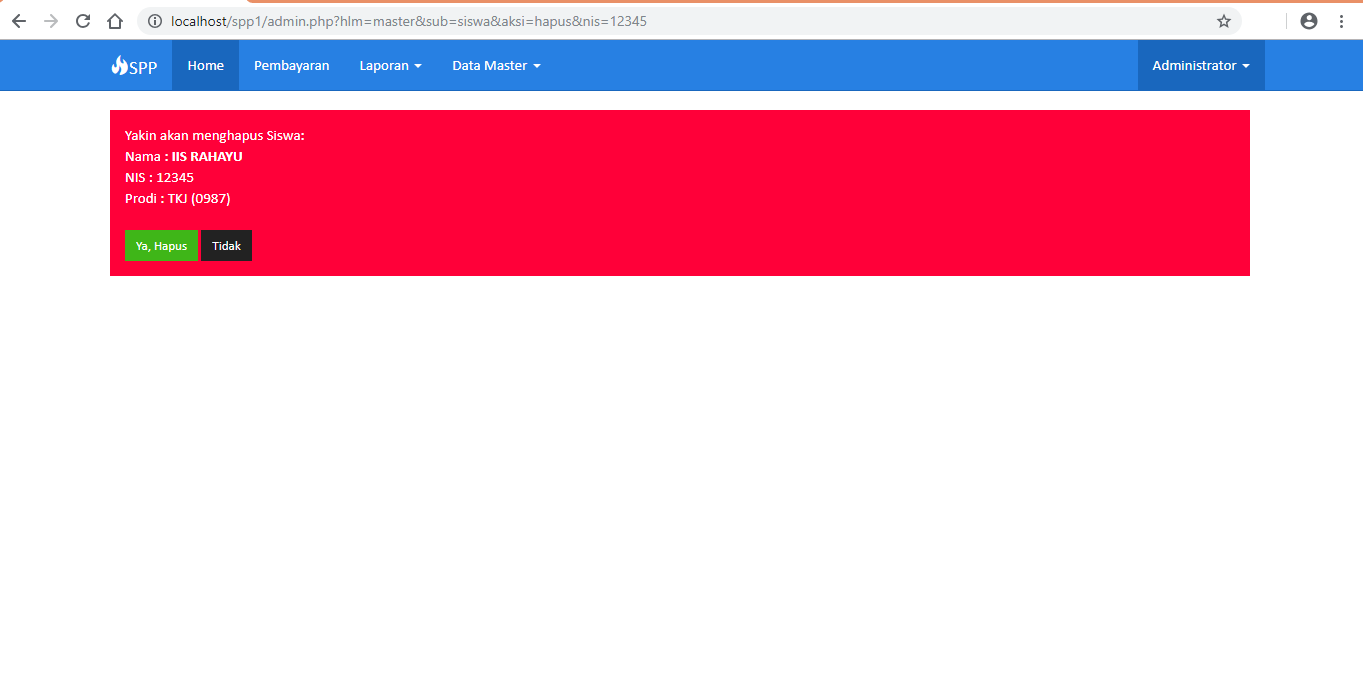 localhost/spp1/admin.php?hlm=master&sub=siswa&aksi=hapus&nis=12345
SPP Home Pembayaran Laporan Data Master Administrator
Yakin akan menghapus Siswa:
Nama : IIS RAHAYU
NIS : 12345
Prodi : TKJ (0987)
Ya, Hapus Tidak